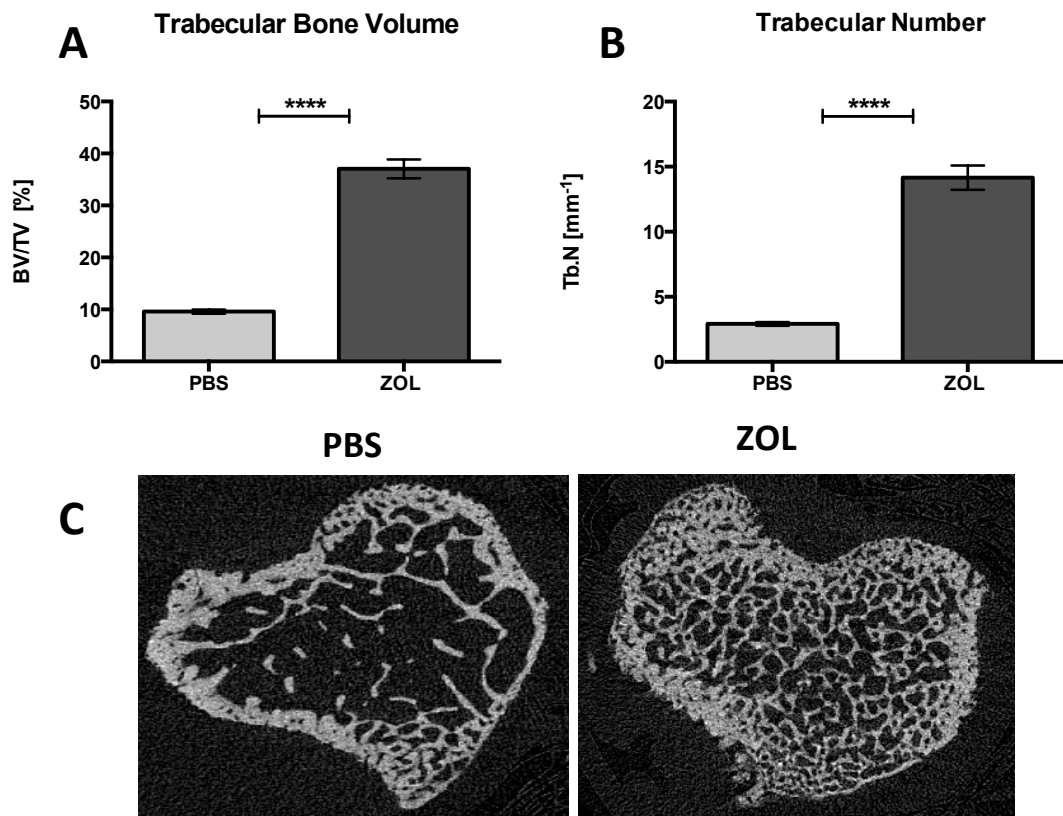 A
Trabecular Bone Volume
50
40
30
20
10
0
BV/TV [%]
****
PBS
ZOL
B
Trabecular Number
20
15
10
5
0
Tb.N [mm⁻¹]
****
PBS
ZOL
C
PBS
ZOL